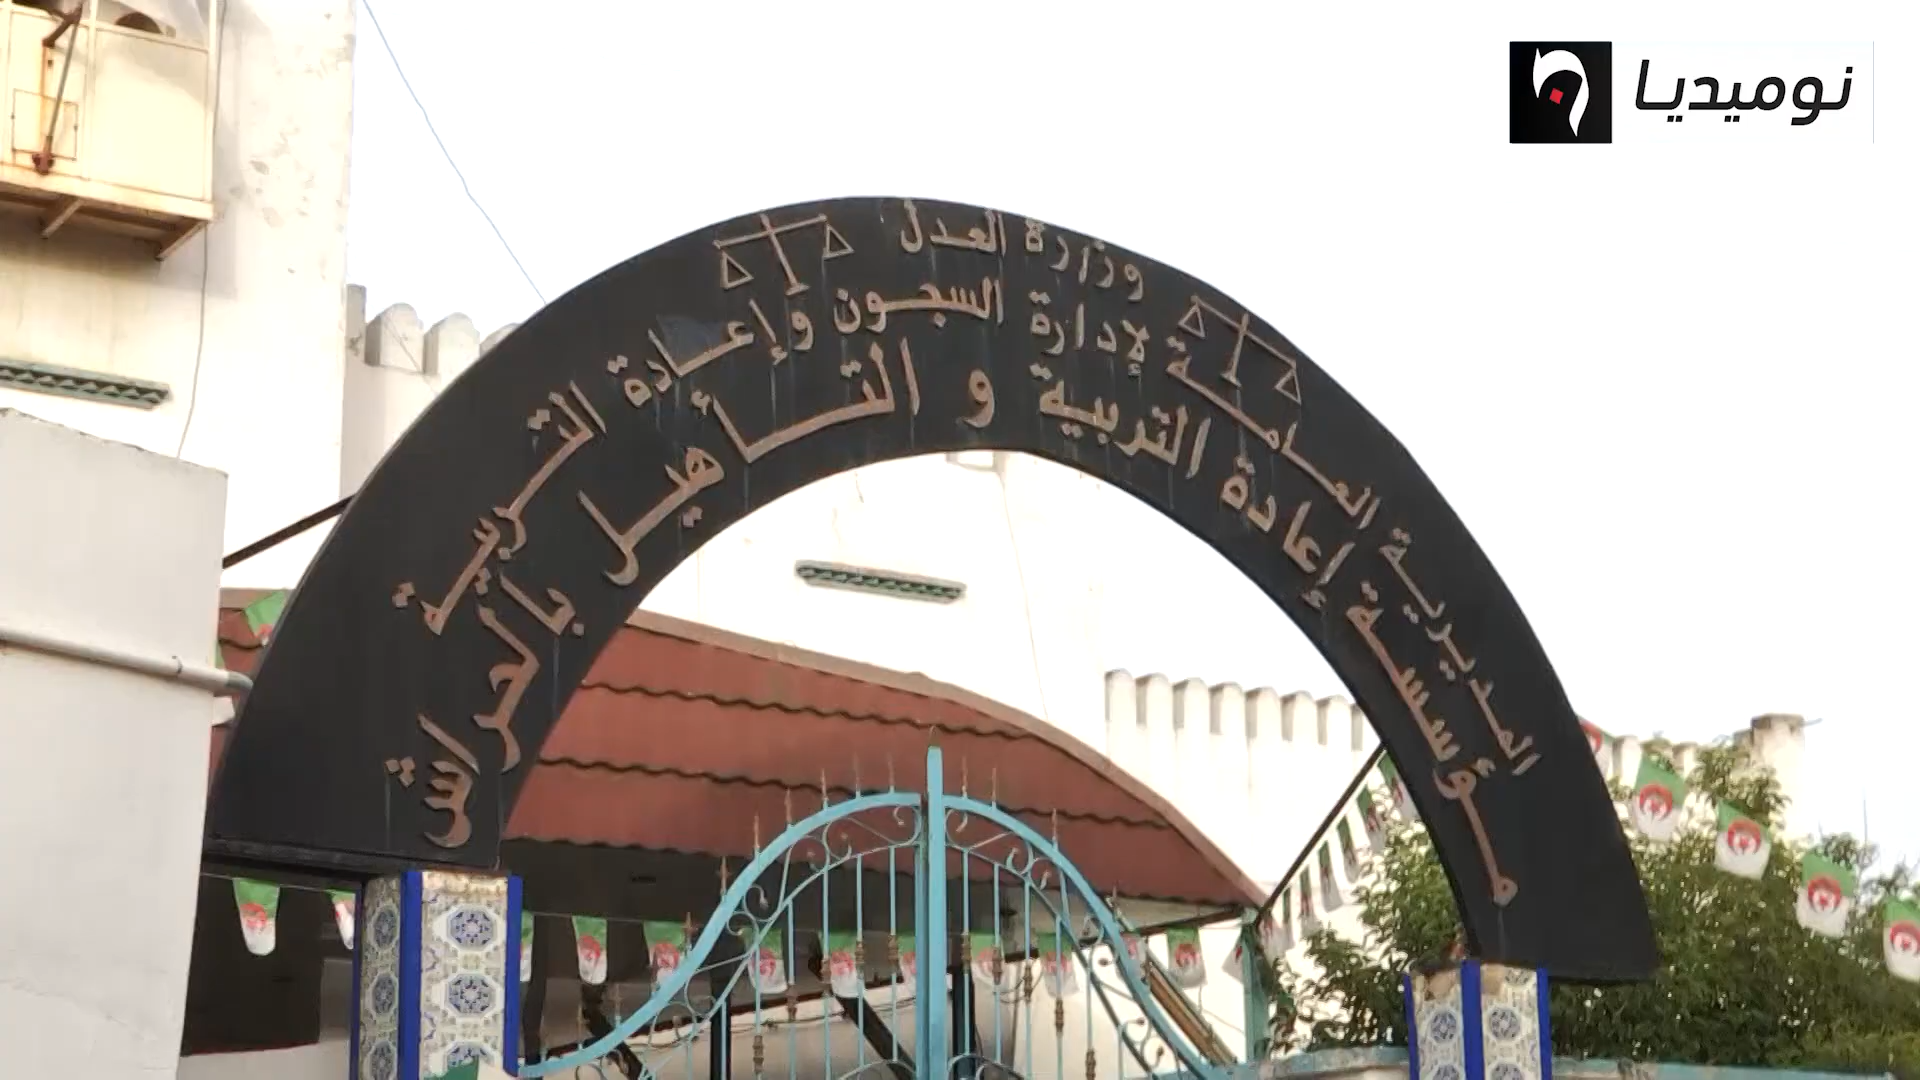 نوميديا
وزارة العدل
المديرية العامة لإدارة السجون وإعادة التربية
مؤسسة إعادة التربية و التأهيل بالحراش